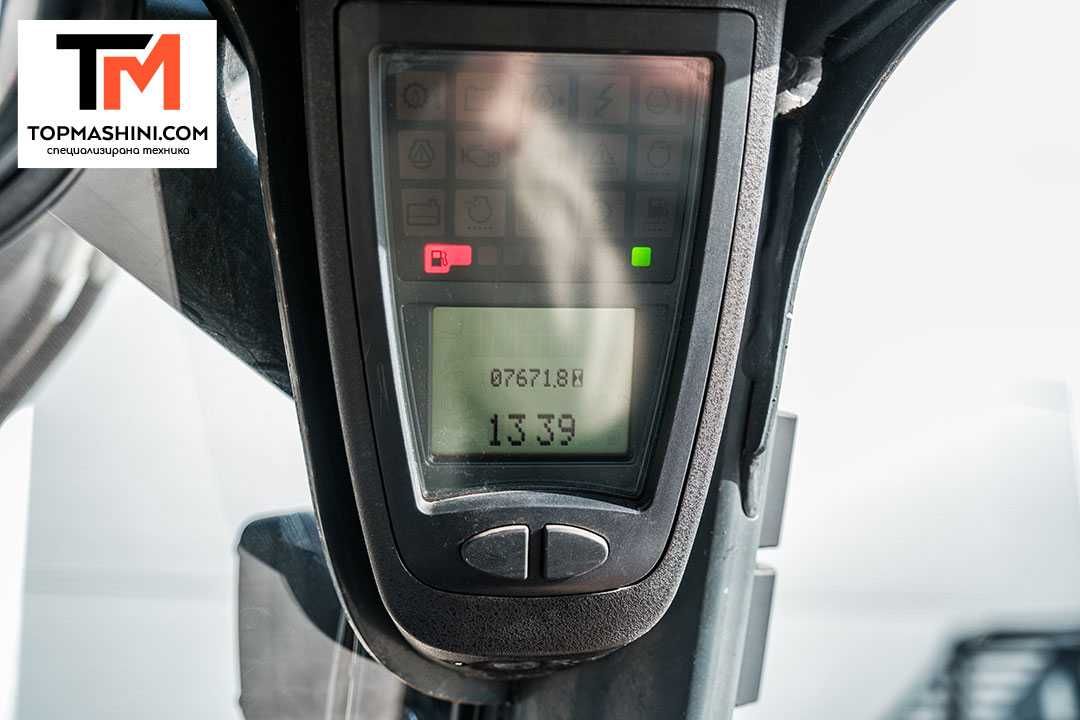 TM
TOPMASHINI.COM
специализирана техника
07671.8
13 39